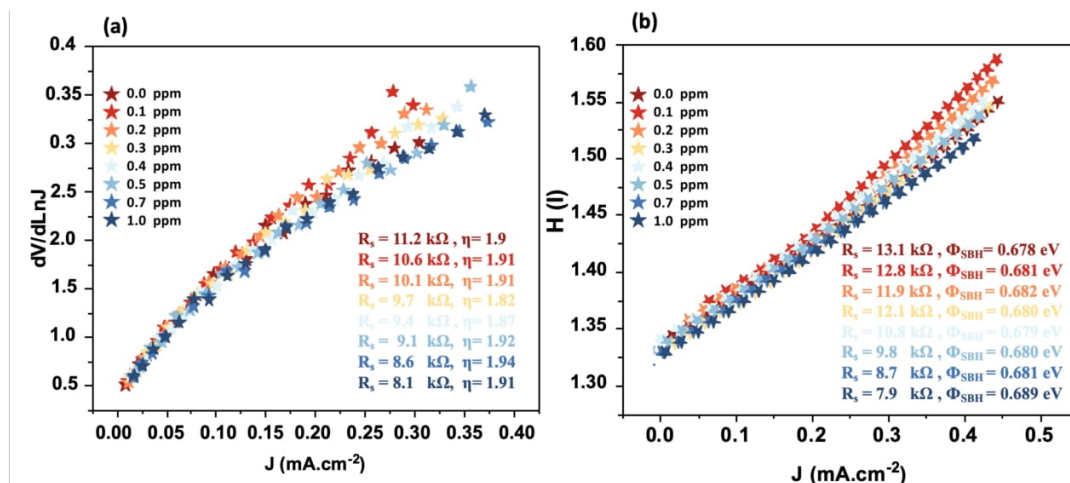 (a)
dV/dLnJ
0.4
0.35
0.30
2.5
2.0
1.5
1.0
0.5
0.0 ppm
0.1 ppm
0.2 ppm
0.3 ppm
0.4 ppm
0.5 ppm
0.7 ppm
1.0 ppm
Rs = 11.2 kΩ , η= 1.9
Rs = 10.6 kΩ , η= 1.91
Rs = 10.1 kΩ , η= 1.91
Rs = 9.7 kΩ, η= 1.82
Rs = 9.4 kΩ, η= 1.87
Rs = 9.1 kΩ, η= 1.92
Rs = 8.6 kΩ, η= 1.94
Rs = 8.1 kΩ, η= 1.91
0.00 0.05 0.10 0.15 0.20 0.25 0.30 0.35 0.40
J (mA.cm-2)
(b)
H (I)
1.60
1.55
1.50
1.45
1.40
1.35
1.30
0.0 ppm
0.1 ppm
0.2 ppm
0.3 ppm
0.4 ppm
0.5 ppm
0.7 ppm
1.0 ppm
Rs = 13.1 kΩ , ΦSBH = 0.678 eV
Rs = 12.8 kΩ , ΦSBH = 0.681 eV
Rs = 11.9 kΩ , ΦSBH = 0.682 eV
Rs = 12.1 kΩ , ΦSBH = 0.680 eV
Rs = 10.8 kΩ , ΦSBH = 0.679 eV
Rs = 9.8 kΩ , ΦSBH = 0.680 eV
Rs = 8.7 kΩ , ΦSBH = 0.681 eV
Rs = 7.9 kΩ , ΦSBH = 0.689 eV
0.0 0.1 0.2 0.3 0.4 0.5
J (mA.cm-2)